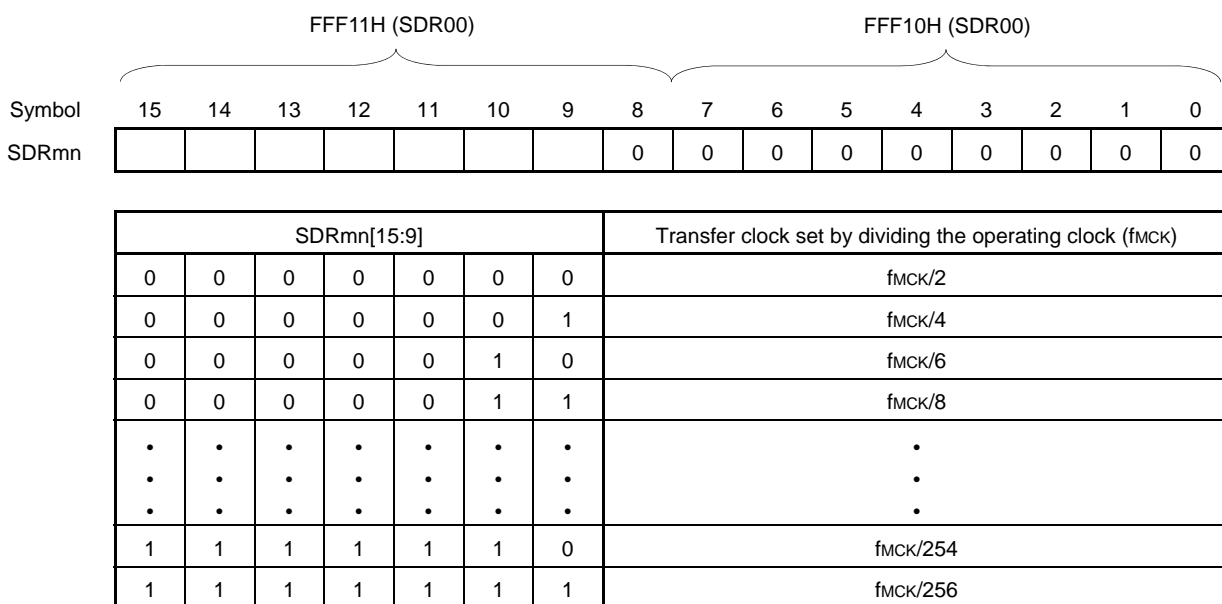 FFF11H (SDR00) FFF10H (SDR00)
Symbol 15 14 13 12 11 10 9 8 7 6 5 4 3 2 1 0
SDRmn 0 0 0 0 0 0 0 0 0
SDRmn[15:9] Transfer clock set by dividing the operating clock (fMCK)
0 0 0 0 0 0 0 fMCK/2
0 0 0 0 0 0 1 fMCK/4
0 0 0 0 0 1 0 fMCK/6
0 0 0 0 0 1 1 fMCK/8
• • • • • • • •
• • • • • • • •
• • • • • • • •
1 1 1 1 1 1 0 fMCK/254
1 1 1 1 1 1 1 fMCK/256